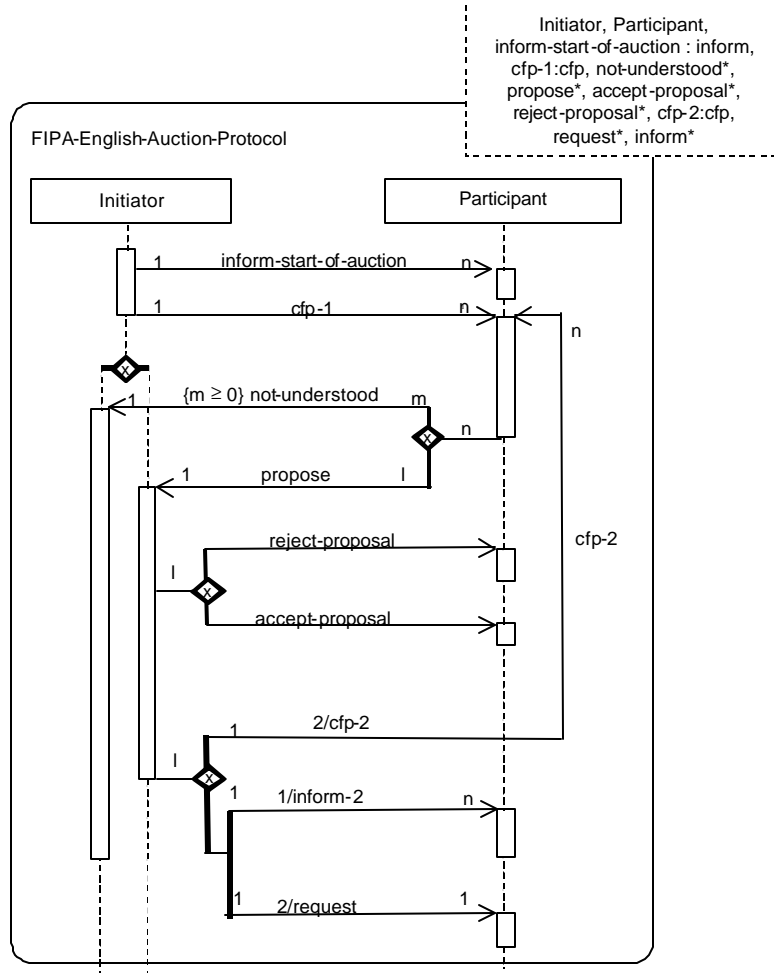 Initiator, Participant,
inform-start-of-auction : inform,
cfp-1:cfp, not-understood*,
propose*, accept-proposal*,
reject-proposal*, cfp-2:cfp,
request*, inform*
FIPA-English-Auction-Protocol
Initiator
Participant
1 inform-start-of-auction n
1 cfp-1 n
n
x
1 {m ≥ 0} not-understood m
x n
1 propose l
reject-proposal
cfp-2
l
x
accept-proposal
1 2/cfp-2
l
x
1 1/inform-2 n
1 2/request 1